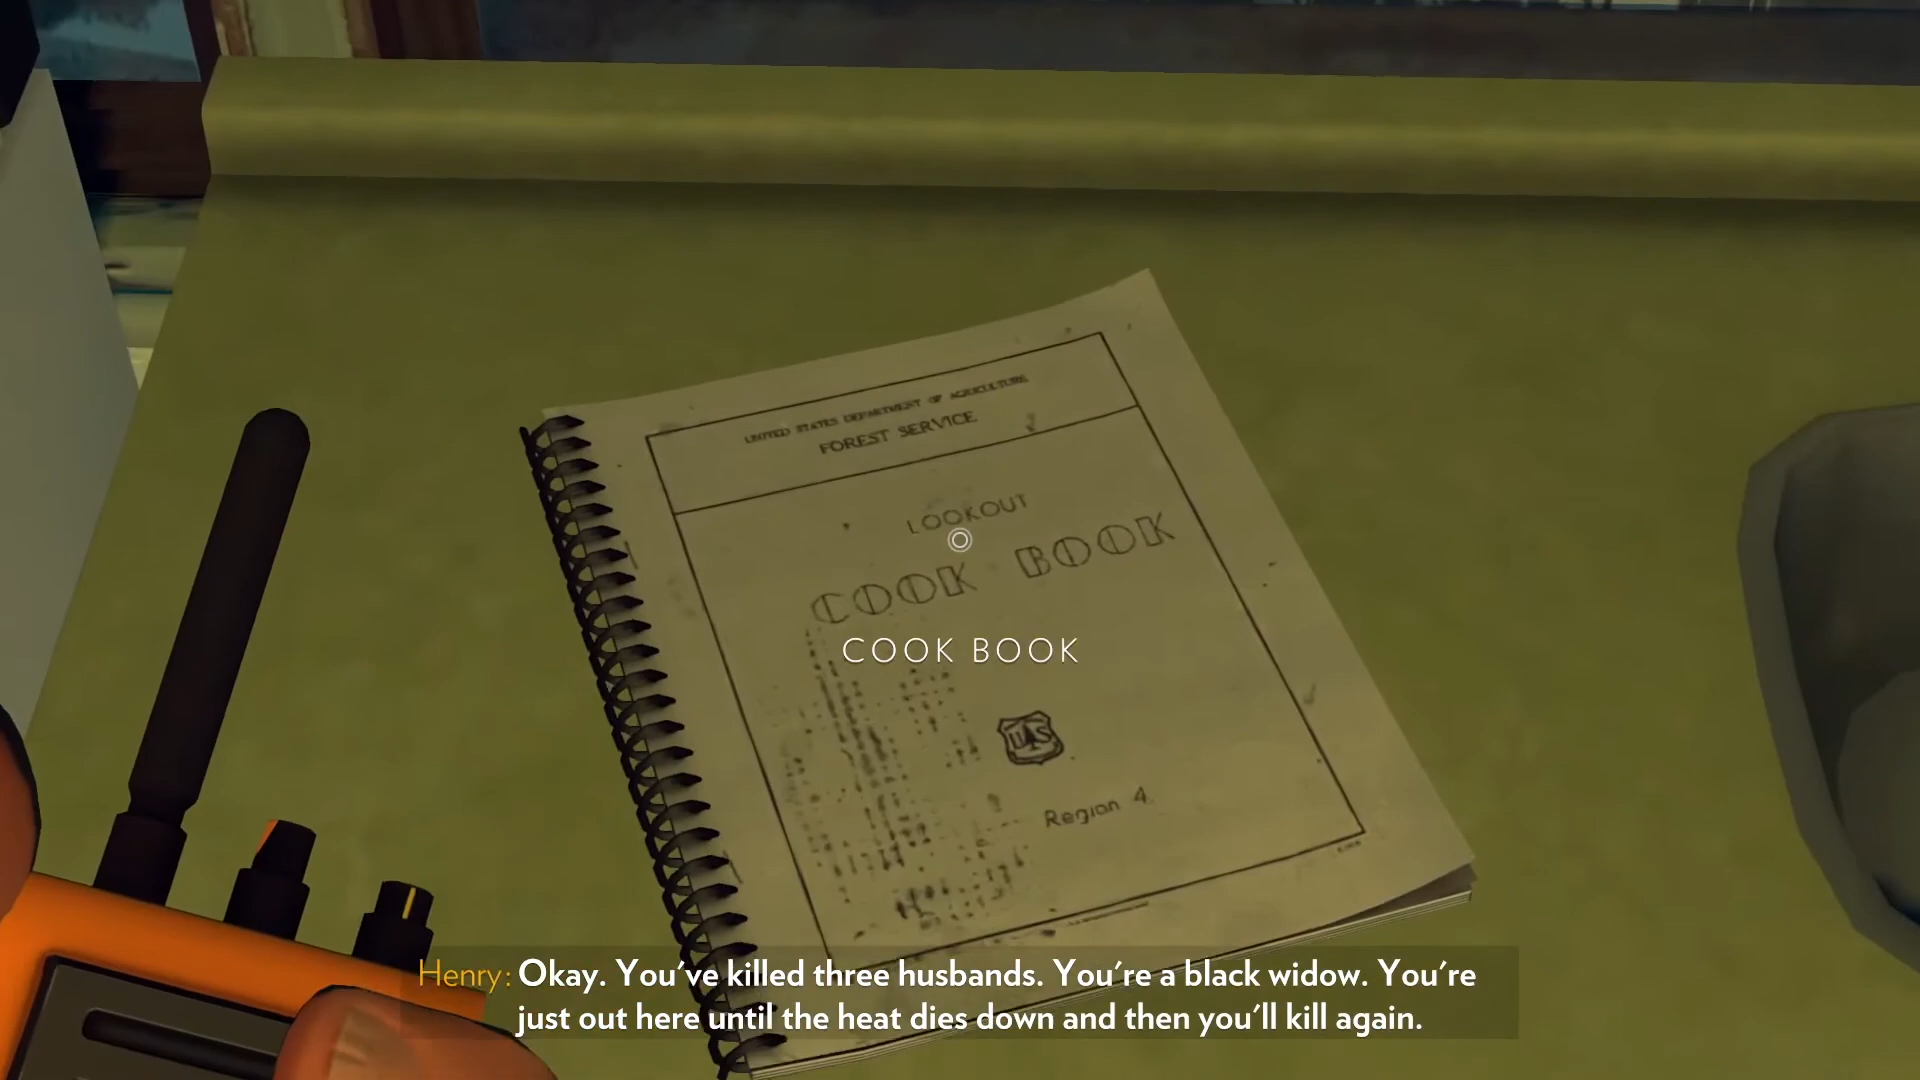 UNITED STATES DEPARTMENT OF AGRICULTURE
FOREST SERVICE
LOOKOUT
COOK BOOK
COOK BOOK
UAS
Region 4
Henry: Okay. You've killed three husbands. You're a black widow. You're
just out here until the heat dies down and then you'll kill again.